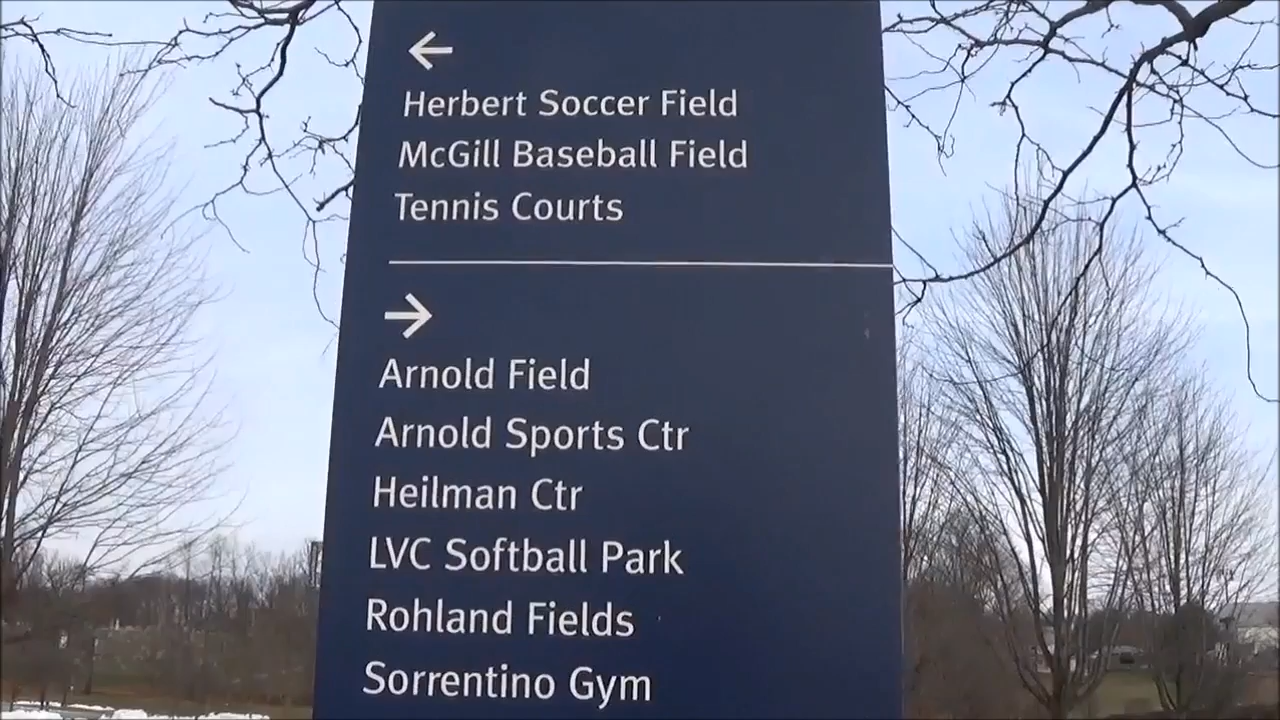 ←
Herbert Soccer Field
McGill Baseball Field
Tennis Courts
→
Arnold Field
Arnold Sports Ctr
Heilman Ctr
LVC Softball Park
Rohland Fields
Sorrentino Gym